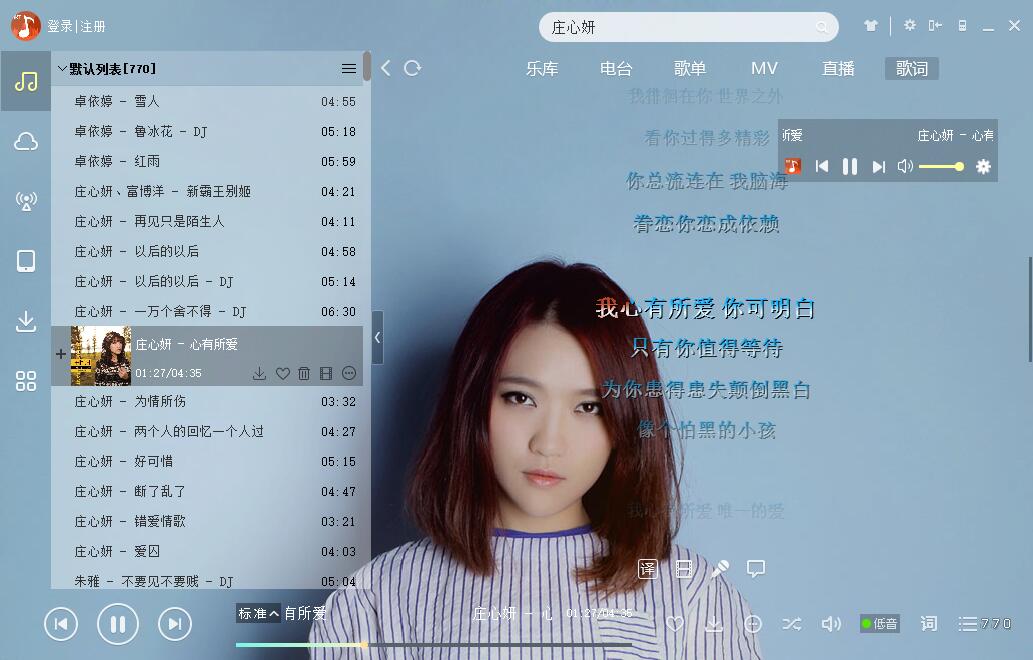 登录|注册
庄心妍
默认列表[770]
乐库 电台 歌单 MV 直播 歌词
卓依婷 - 雪人 04:55
卓依婷 - 鲁冰花 - DJ 05:18
卓依婷 - 红雨 05:59
庄心妍、富博洋 - 新霸王别姬 04:21
庄心妍 - 再见只是陌生人 04:11
庄心妍 - 以后的以后 04:58
庄心妍 - 以后的以后 - DJ 05:14
庄心妍 - 一万个舍不得 - DJ 06:30
庄心妍 - 心有所爱
01:27/04:35
庄心妍 - 为情所伤 03:32
庄心妍 - 两个人的回忆一个人过 04:27
庄心妍 - 好可惜 05:15
庄心妍 - 断了乱了 04:47
庄心妍 - 错爱情歌 03:21
庄心妍 - 爱囚 04:03
朱雅 - 不要见不要贱 - DJ 05:04
我徘徊在你 世界之外
看你过得多精彩
你总流连在 我脑海
眷恋你恋成依赖
我心有所爱 你可明白
只有你值得等待
为你患得患失颠倒黑白
像个怕黑的小孩
我心有所爱 唯一的爱
所爱 庄心妍 - 心有
译
标准 有所爱 庄心妍 - 心 01:27/04:35
低音 词 770